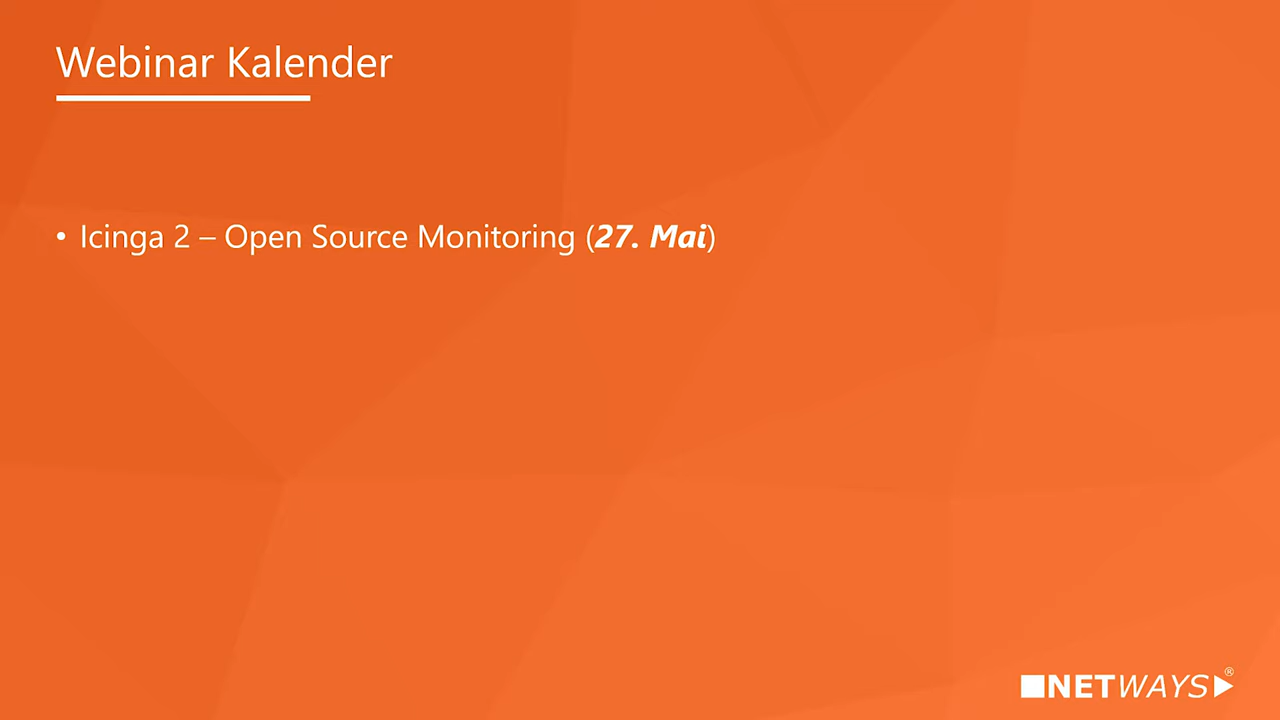 Webinar Kalender
• Icinga 2 – Open Source Monitoring (27. Mai)
NETWAYS®